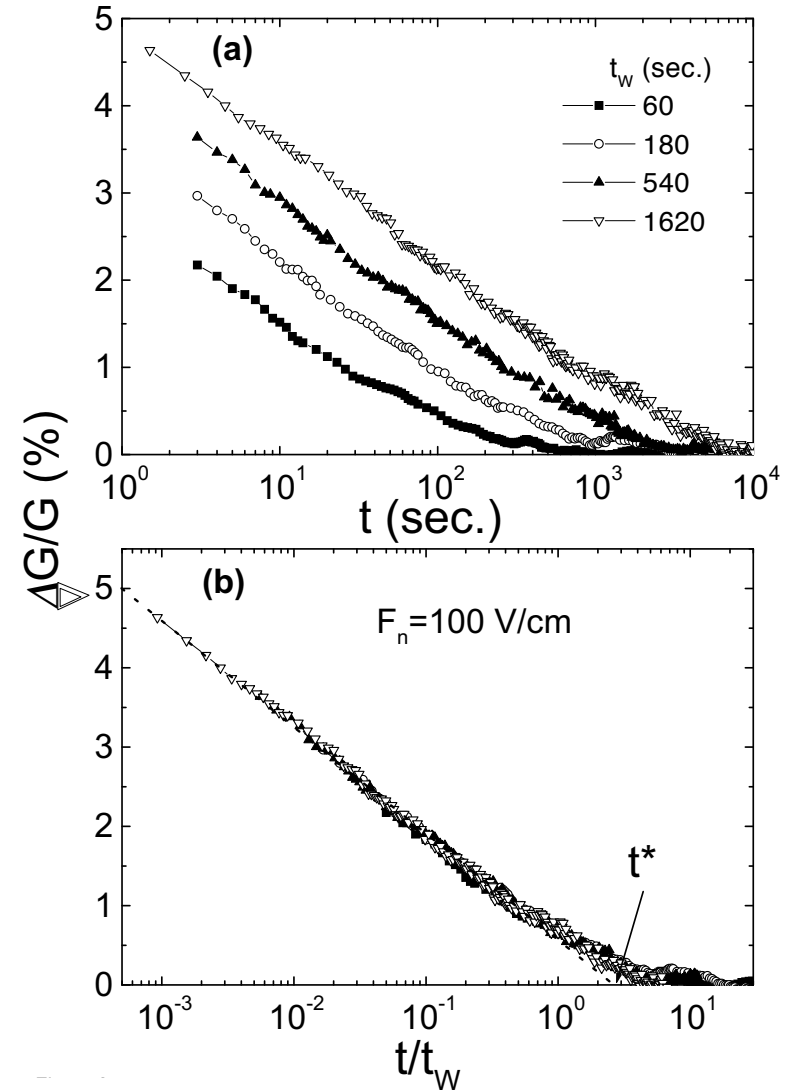 (a)
t_W (sec.)
60
180
540
1620
5
4
3
2
1
0
10^0 10^1 10^2 10^3 10^4
t (sec.)
ΔG/G (%)
(b)
F_n=100 V/cm
t*
5
4
3
2
1
0
10^-3 10^-2 10^-1 10^0 10^1
t/t_W